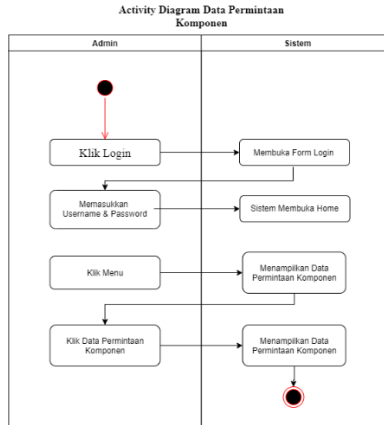 Activity Diagram Data Permintaan
Komponen
Admin
Sistem
Klik Login
Membuka Form Login
Memasukkan
Username & Password
Sistem Membuka Home
Klik Menu
Menampilkan Data
Permintaan Komponen
Klik Data Permintaan
Komponen
Menampilkan Data
Permintaan Komponen